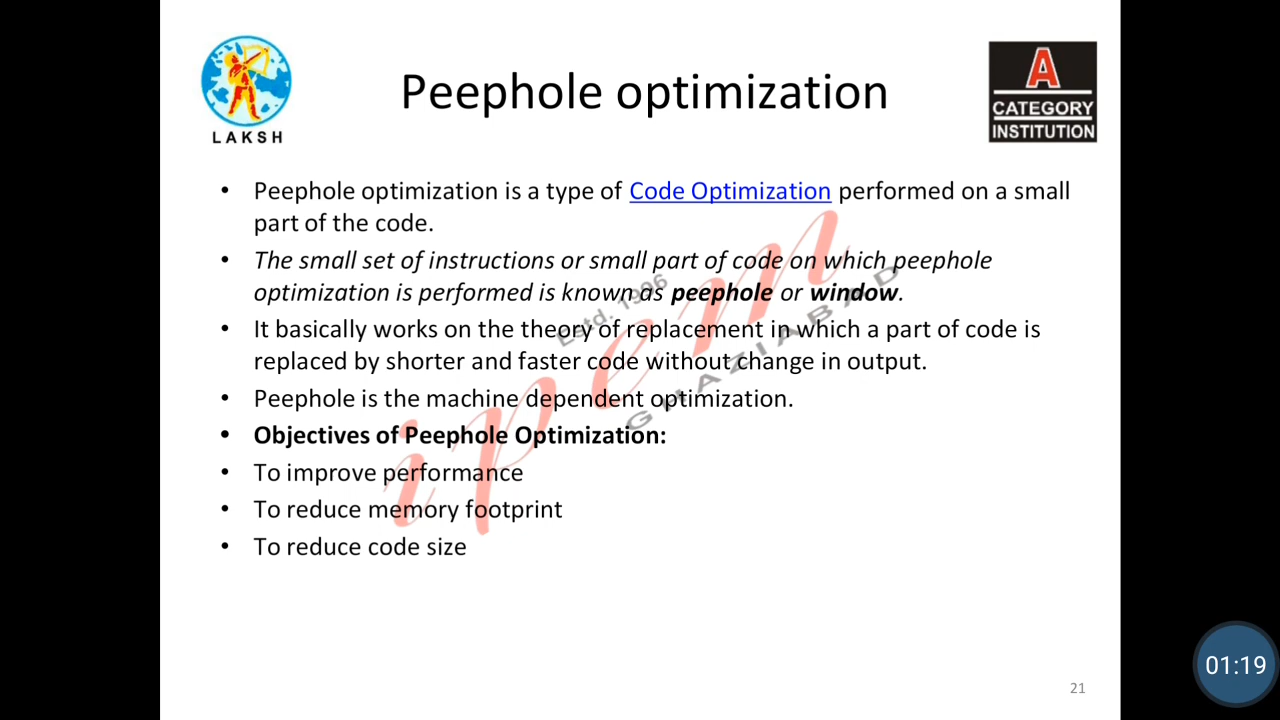 LAKSH
Peephole optimization
A
CATEGORY
INSTITUTION
• Peephole optimization is a type of Code Optimization performed on a small
part of the code.
• The small set of instructions or small part of code on which peephole
optimization is performed is known as peephole or window.
• It basically works on the theory of replacement in which a part of code is
replaced by shorter and faster code without change in output.
• Peephole is the machine dependent optimization.
• Objectives of Peephole Optimization:
• To improve performance
• To reduce memory footprint
• To reduce code size
ipem
Estd. 1996
GHAZIABAD
01:19
21